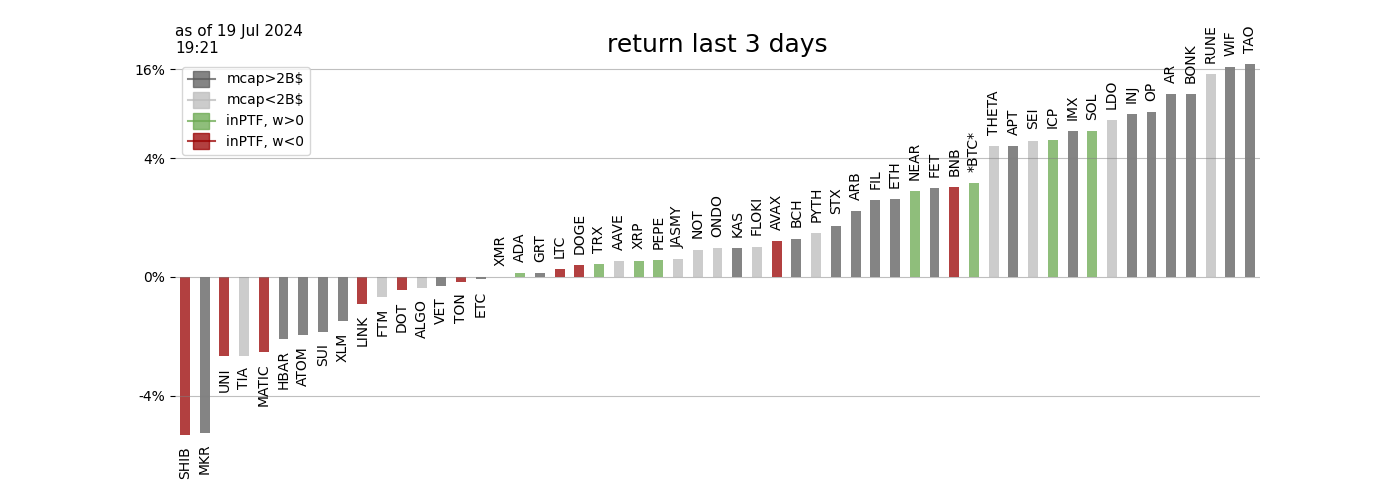 as of 19 Jul 2024
19:21
return last 3 days
mcap>2B$
mcap<2B$
inPTF, w>0
inPTF, w<0
16%
4%
0%
-4%
SHIB
MKR
UNI
TIA
MATIC
HBAR
ATOM
SUI
XLM
LINK
FTM
DOT
ALGO
VET
TON
ETC
XMR
ADA
GRT
LTC
DOGE
TRX
AAVE
XRP
PEPE
JASMY
NOT
ONDO
KAS
FLOKI
AVAX
BCH
PYTH
STX
ARB
FIL
ETH
NEAR
FET
BNB
*BTC*
THETA
APT
SEI
ICP
IMX
SOL
LDO
INJ
OP
AR
BONK
RUNE
WIF
TAO